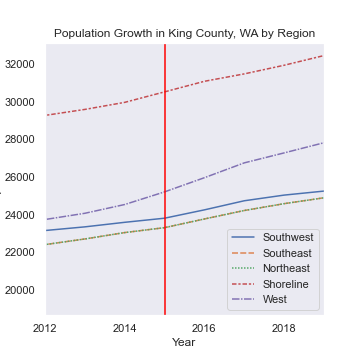 Population Growth in King County, WA by Region
32000
30000
28000
26000
24000
22000
20000
2012
2014
2016
2018
Year
Southwest
Southeast
Northeast
Shoreline
West